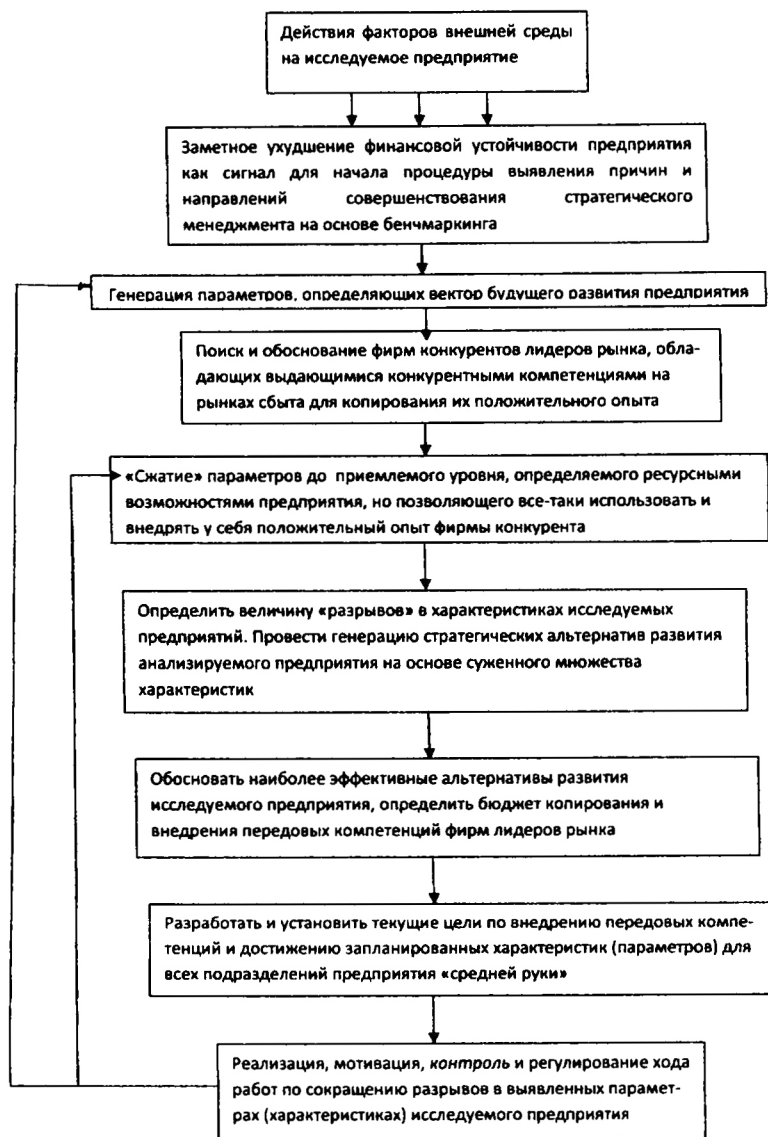 Действия факторов внешней среды
на исследуемое предприятие
Заметное ухудшение финансовой устойчивости предприятия
как сигнал для начала процедуры выявления причин и
направлений совершенствования стратегического
менеджмента на основе бенчмаркинга
Генерация параметров, определяющих вектор будущего развития предприятия
Поиск и обоснование фирм конкурентов лидеров рынка, обла-
дающих выдающимися конкурентными компетенциями на
рынках сбыта для копирования их положительного опыта
«Сжатие» параметров до приемлемого уровня, определяемого ресурсными
возможностями предприятия, но позволяющего все-таки использовать и
внедрять у себя положительный опыт фирмы конкурента
Определить величину «разрывов» в характеристиках исследуемых
предприятий. Провести генерацию стратегических альтернатив развития
анализируемого предприятия на основе суженного множества
характеристик
Обосновать наиболее эффективные альтернативы развития
исследуемого предприятия, определить бюджет копирования и
внедрения передовых компетенций фирм лидеров рынка
Разработать и установить текущие цели по внедрению передовых компе-
тенций и достижению запланированных характеристик (параметров) для
всех подразделений предприятия «средней руки»
Реализация, мотивация, контроль и регулирование хода
работ по сокращению разрывов в выявленных парамет-
рах (характеристиках) исследуемого предприятия